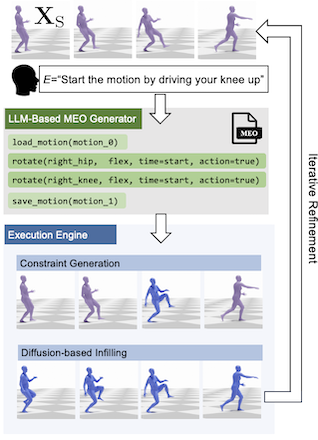 X_S
E="Start the motion by driving your knee up"
LLM-Based MEO Generator
MEO
load_motion(motion_0)
rotate(right_hip, flex, time=start, action=true)
rotate(right_knee, flex, time=start, action=true)
save_motion(motion_1)
Iterative Refinement
Execution Engine
Constraint Generation
Diffusion-based Infilling